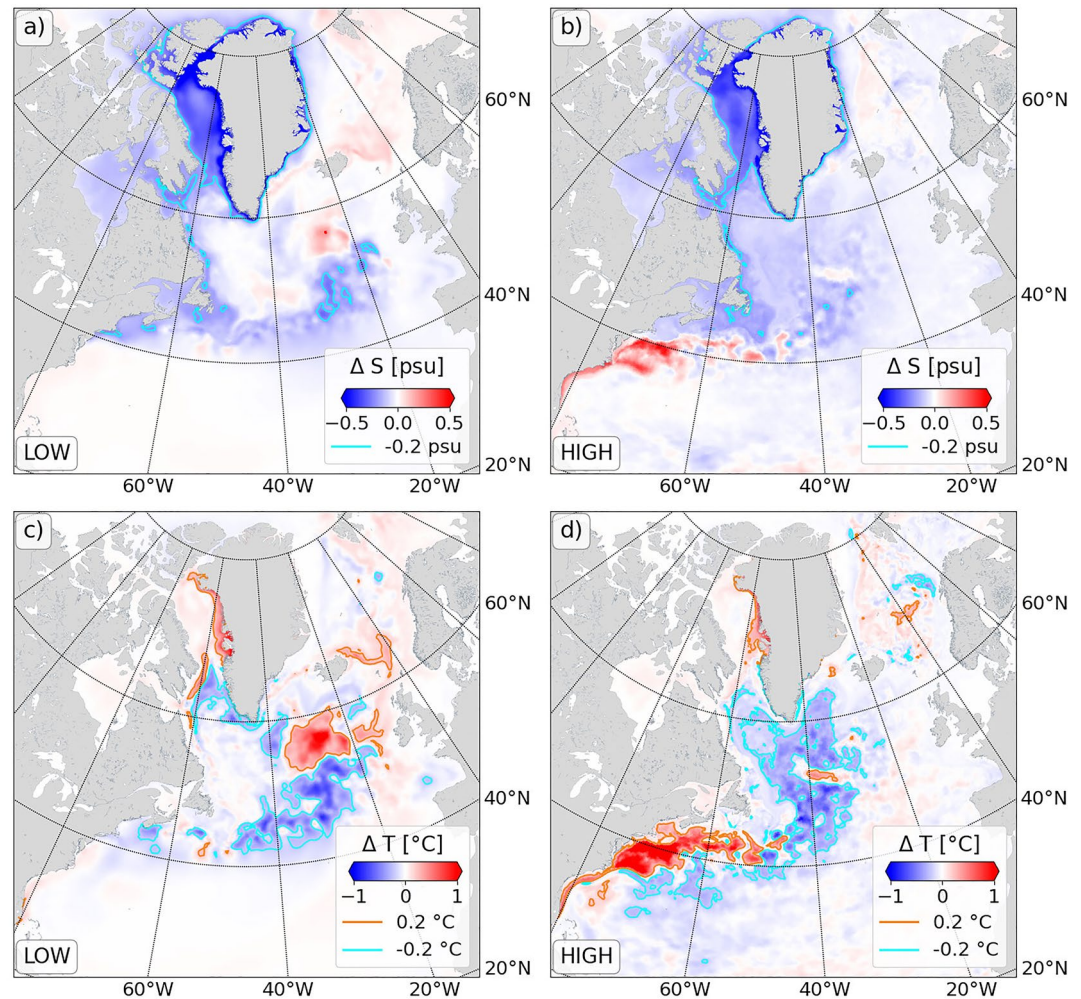 a)
b)
60°N
60°N
40°N
40°N
Δ S [psu]
Δ S [psu]
−0.5 0.0 0.5
−0.5 0.0 0.5
-0.2 psu
-0.2 psu
LOW
HIGH
20°N
20°N
60°W 40°W 20°W
60°W 40°W 20°W
c)
d)
60°N
60°N
40°N
40°N
Δ T [°C]
Δ T [°C]
−1 0 1
−1 0 1
0.2 °C
0.2 °C
-0.2 °C
-0.2 °C
LOW
HIGH
20°N
20°N
60°W 40°W 20°W
60°W 40°W 20°W